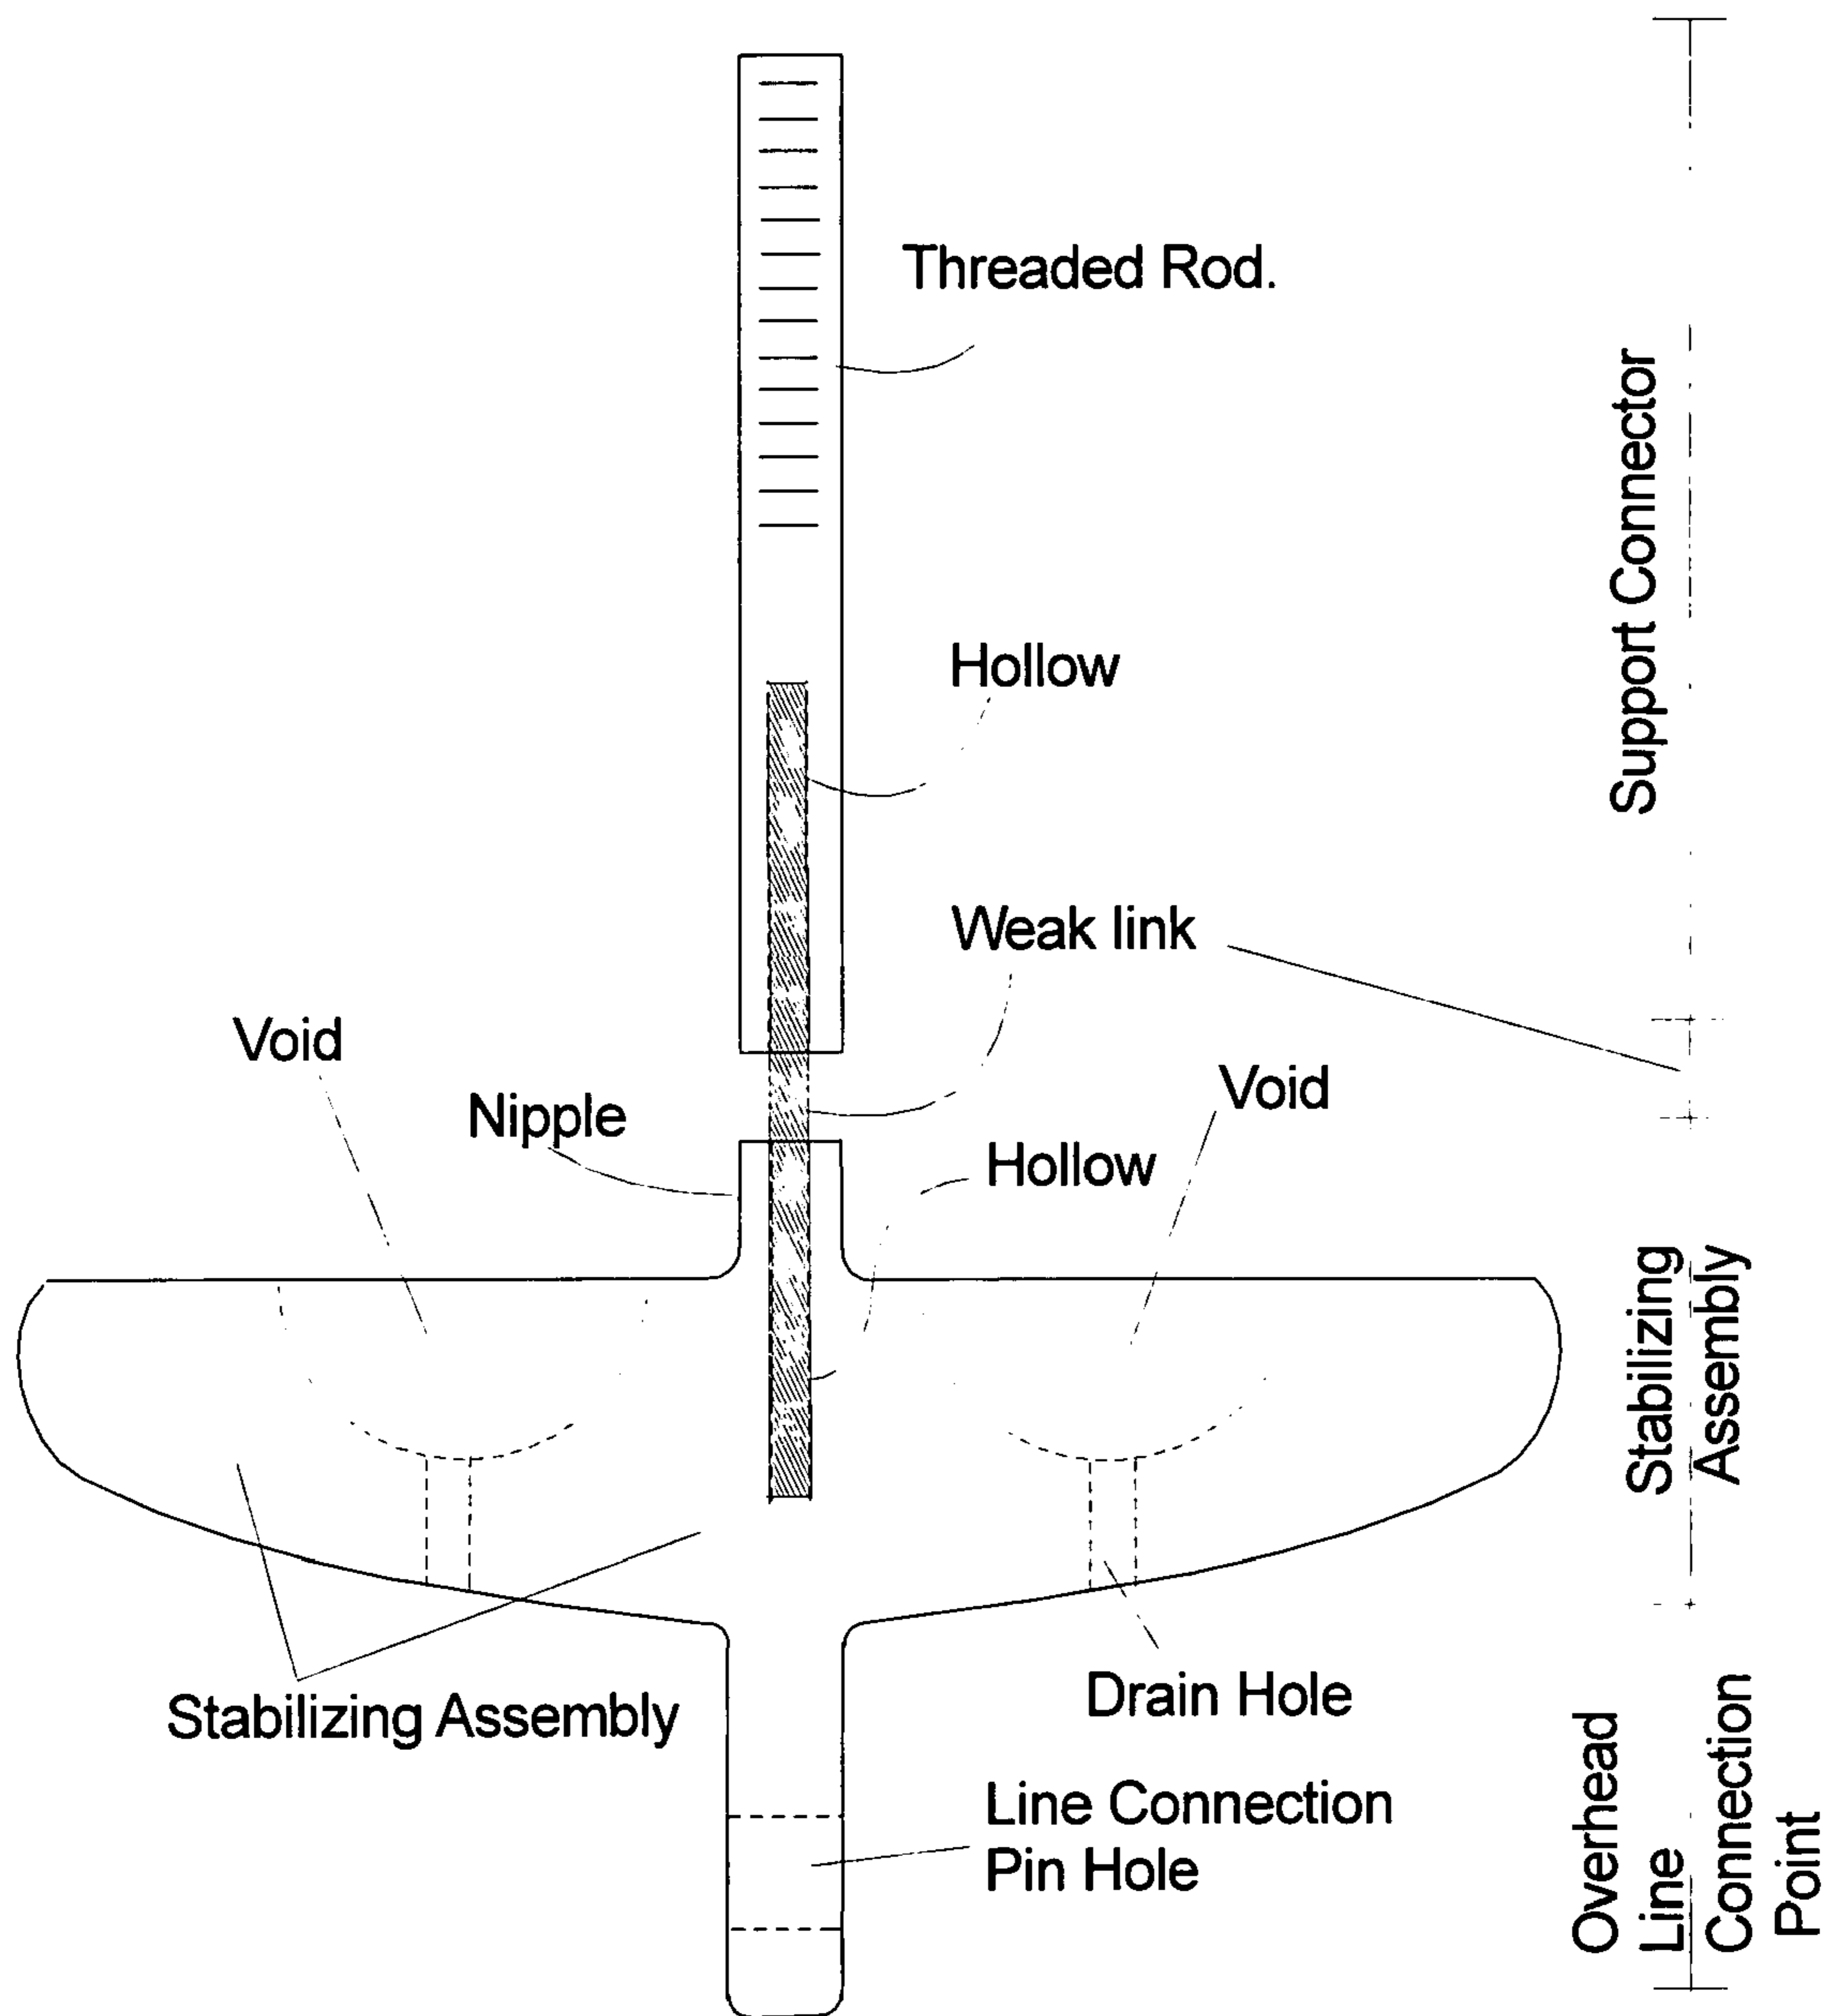 Threaded Rod.
Support Connector
Hollow
Weak link
Void
Void
Nipple
Hollow
Stabilizing
Assembly
Drain Hole
Stabilizing Assembly
Line Connection
Pin Hole
Overhead
Line
Connection
Point